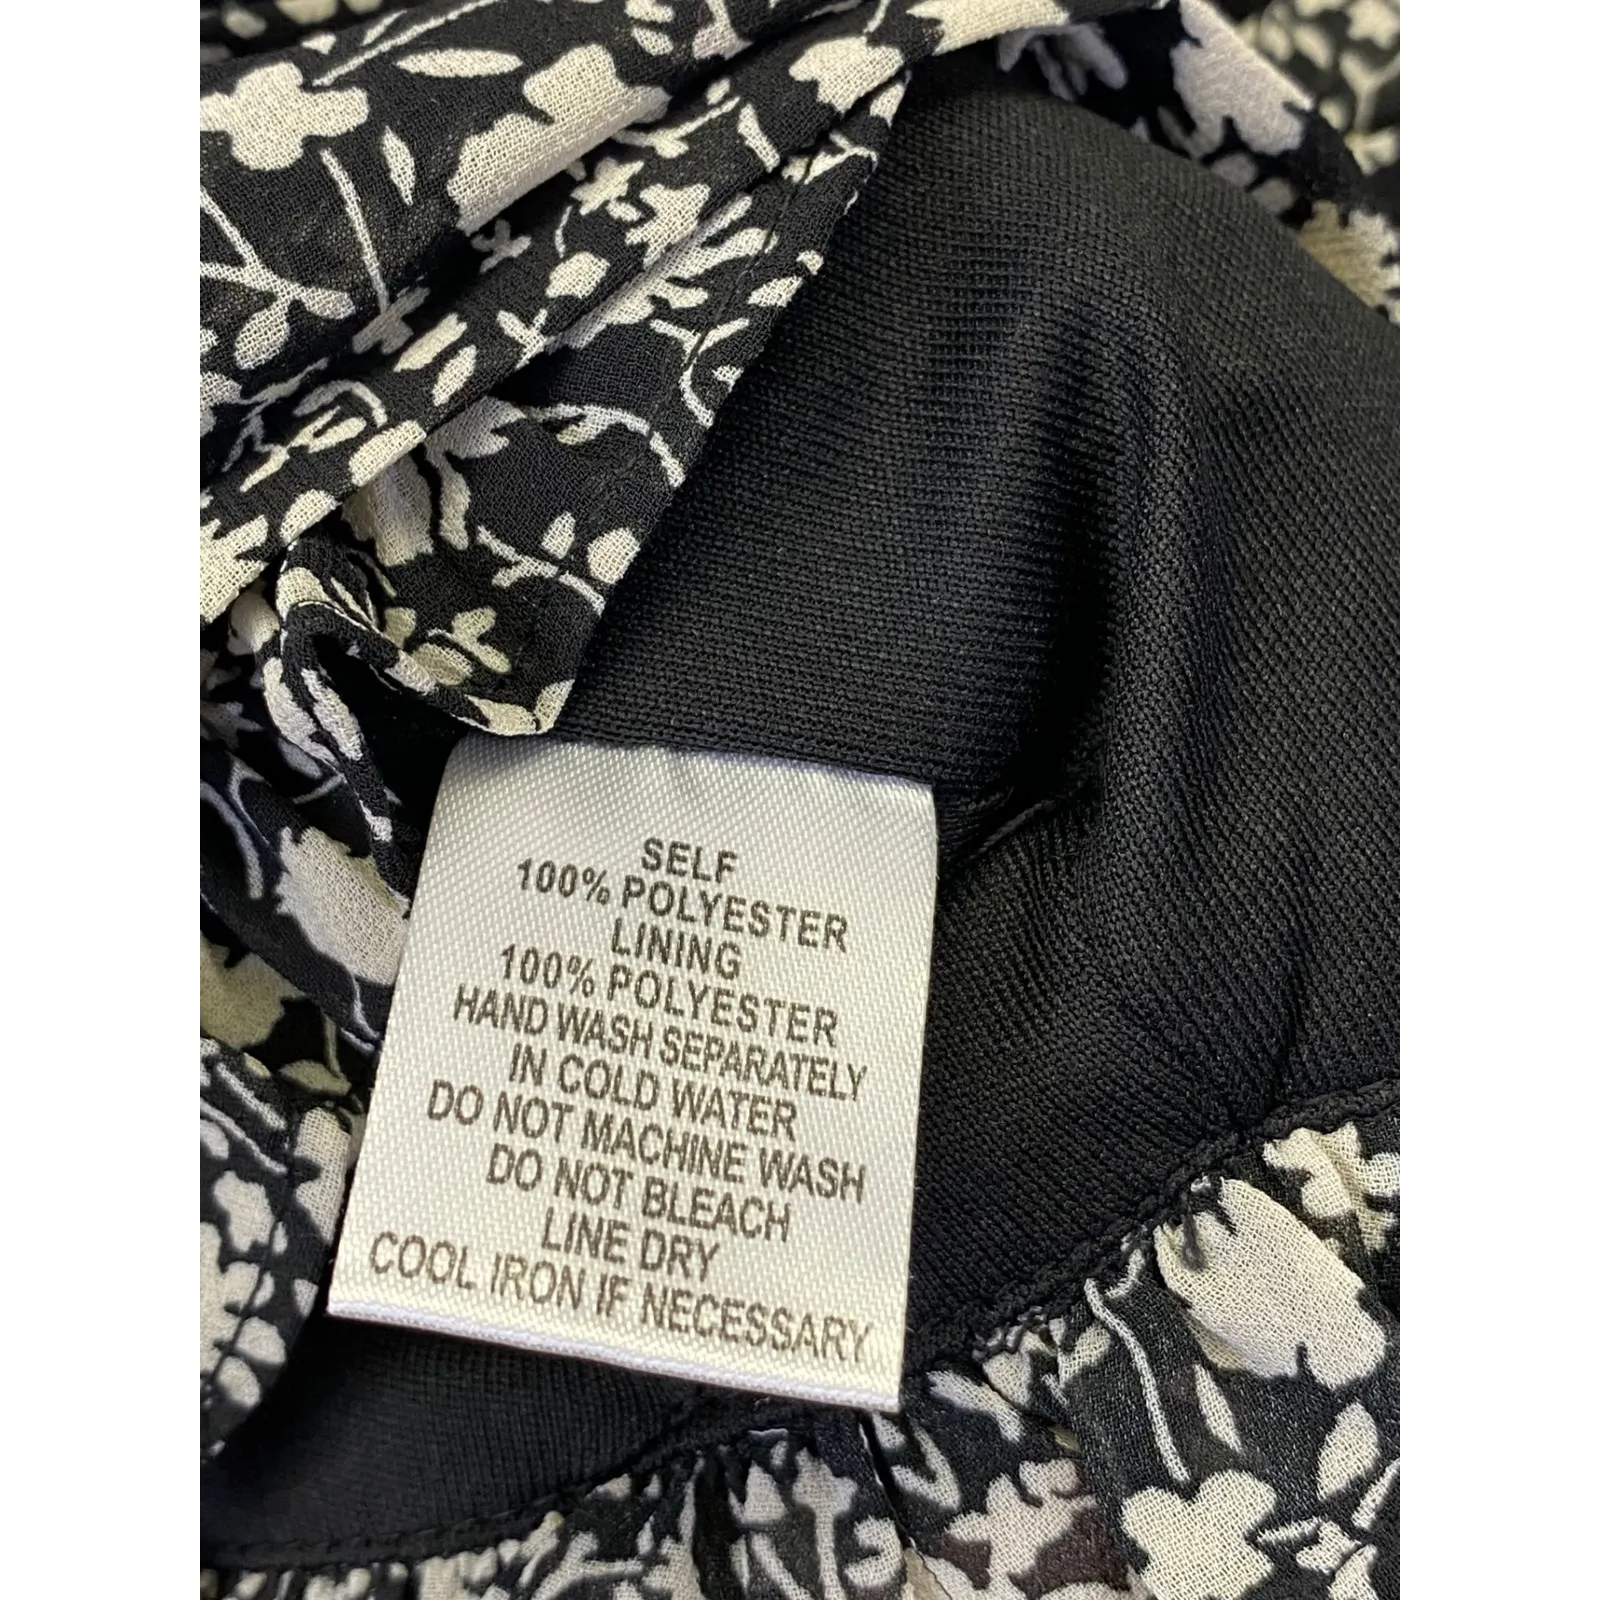 SELF
100% POLYESTER
LINING
100% POLYESTER
HAND WASH SEPARATELY
IN COLD WATER
DO NOT MACHINE WASH
DO NOT BLEACH
LINE DRY
COOL IRON IF NECESSARY